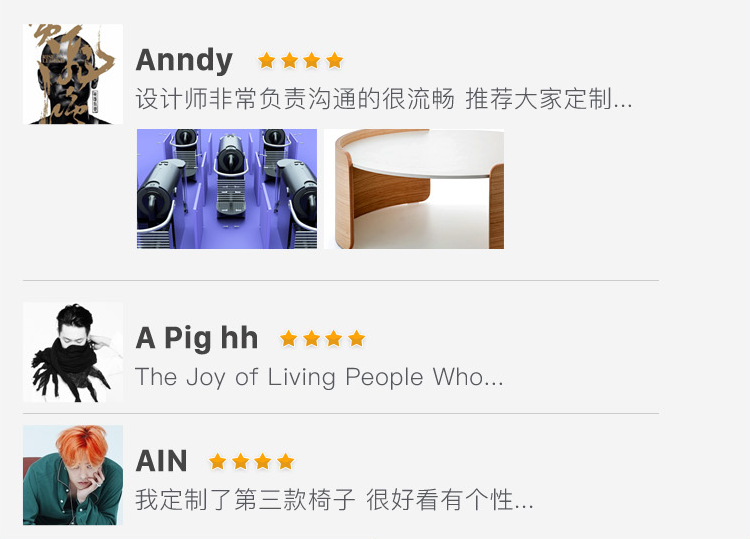 Anndy
设计师非常负责沟通的很流畅 推荐大家定制...
A Pig hh
The Joy of Living People Who...
AIN
我定制了第三款椅子 很好看有个性...